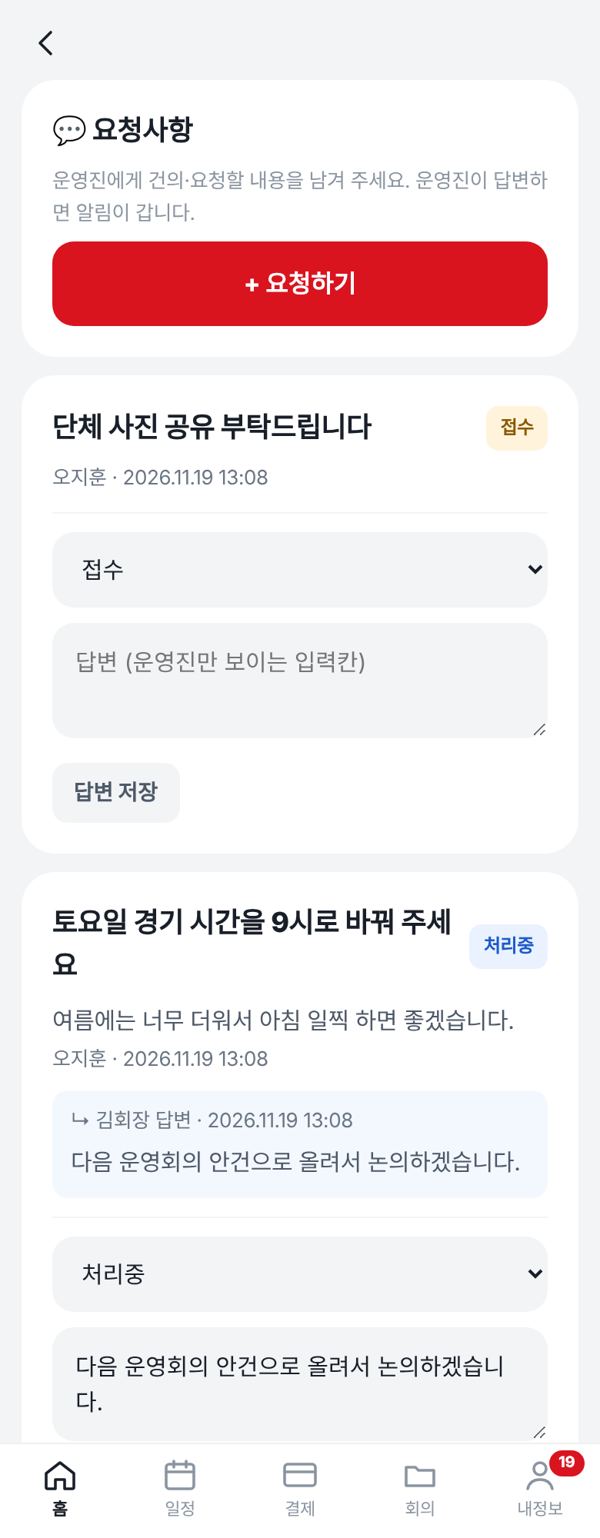 💬 요청사항
운영진에게 건의·요청할 내용을 남겨 주세요. 운영진이 답변하
면 알림이 갑니다.
+ 요청하기
단체 사진 공유 부탁드립니다
접수
오지훈 · 2026.11.19 13:08
접수
답변 (운영진만 보이는 입력칸)
답변 저장
토요일 경기 시간을 9시로 바꿔 주세
요
처리중
여름에는 너무 더워서 아침 일찍 하면 좋겠습니다.
오지훈 · 2026.11.19 13:08
↳ 김회장 답변 · 2026.11.19 13:08
다음 운영회의 안건으로 올려서 논의하겠습니다.
처리중
다음 운영회의 안건으로 올려서 논의하겠습니
다.
홈
일정
결제
회의
19
내정보